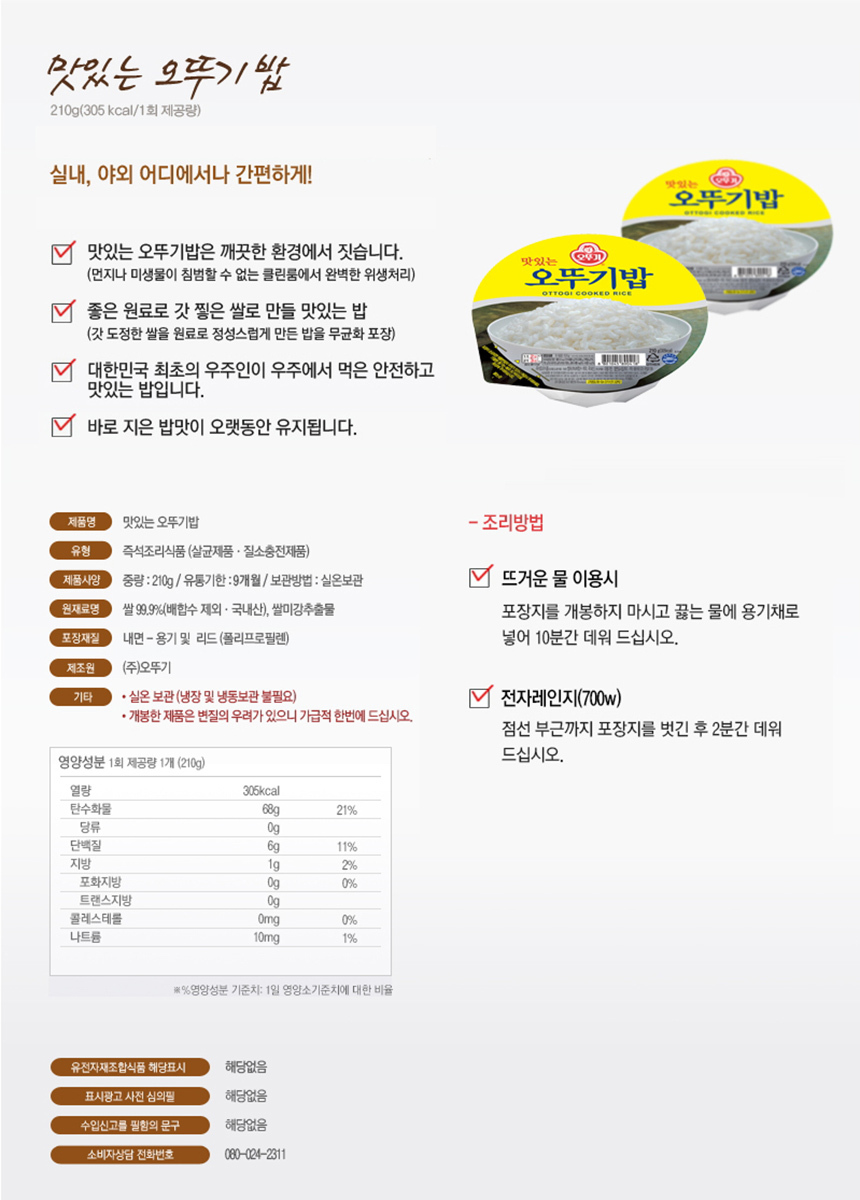 맛있는 오뚜기밥
210g(305 kcal/1회 제공량)
실내, 야외 어디에서나 간편하게!
맛있는 오뚜기밥은 깨끗한 환경에서 짓습니다.
(먼지나 미생물이 침범할 수 없는 클린룸에서 완벽한 위생처리)
좋은 원료로 갓 찧은 쌀로 만들 맛있는 밥
(갓 도정한 쌀을 원료로 정성스럽게 만든 밥을 무균화 포장)
대한민국 최초의 우주인이 우주에서 먹은 안전하고
맛있는 밥입니다.
바로 지은 밥맛이 오랫동안 유지됩니다.
맛있는
오뚜기
오뚜기밥
OTTOGI COOKED RICE
맛있는
오뚜기
오뚜기밥
OTTOGI COOKED RICE
제품명 맛있는 오뚜기밥
유형 즉석조리식품 (살균제품 · 질소충전제품)
제품사양 중량 : 210g / 유통기한 : 9개월 / 보관방법 : 실온보관
원재료명 쌀 99.9%(배합수 제외 · 국내산), 쌀미강추출물
포장재질 내면 – 용기 및 리드 (폴리프로필렌)
제조원 (주)오뚜기
기타 • 실온 보관 (냉장 및 냉동보관 불필요)
• 개봉한 제품은 변질의 우려가 있으니 가급적 한번에 드십시오.
영양성분 1회 제공량 1개 (210g)
열량 305kcal
탄수화물 68g 21%
당류 0g
단백질 6g 11%
지방 1g 2%
포화지방 0g 0%
트랜스지방 0g
콜레스테롤 0mg 0%
나트륨 10mg 1%
※%영양성분 기준치: 1일 영양소기준치에 대한 비율
– 조리방법
뜨거운 물 이용시
포장지를 개봉하지 마시고 끓는 물에 용기채로
넣어 10분간 데워 드십시오.
전자레인지(700w)
점선 부근까지 포장지를 벗긴 후 2분간 데워
드십시오.
유전자재조합식품 해당표시 해당없음
표시광고 사전 심의필 해당없음
수입신고를 필함의 문구 해당없음
소비자상담 전화번호 080-024-2311